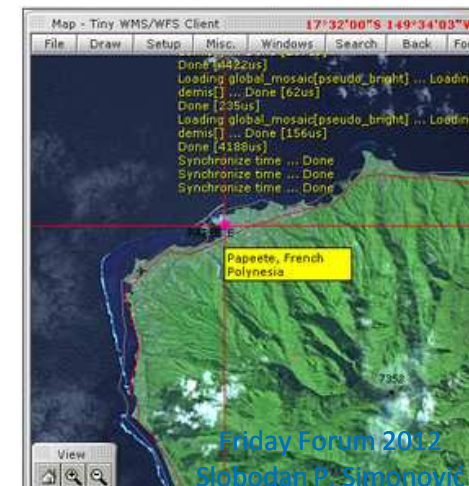 Map - Tiny WMS/WFS Client 17°32'00"S 149°34'03"W
File Draw Setup Misc. Windows Search Back
Done [4422us]
Loading global_mosaic[pseudo_bright] ... Loadin
demis[] ... Done [62us]
Done [235us]
Loading global_mosaic[pseudo_bright] ... Loadin
demis[] ... Done [156us]
Done [4188us]
Synchronize time ... Done
Synchronize time ... Done
Synchronize time ... Done
Papeete, French
Polynesia
7352
Friday Forum 2012
View
Slobodan P. Simonović